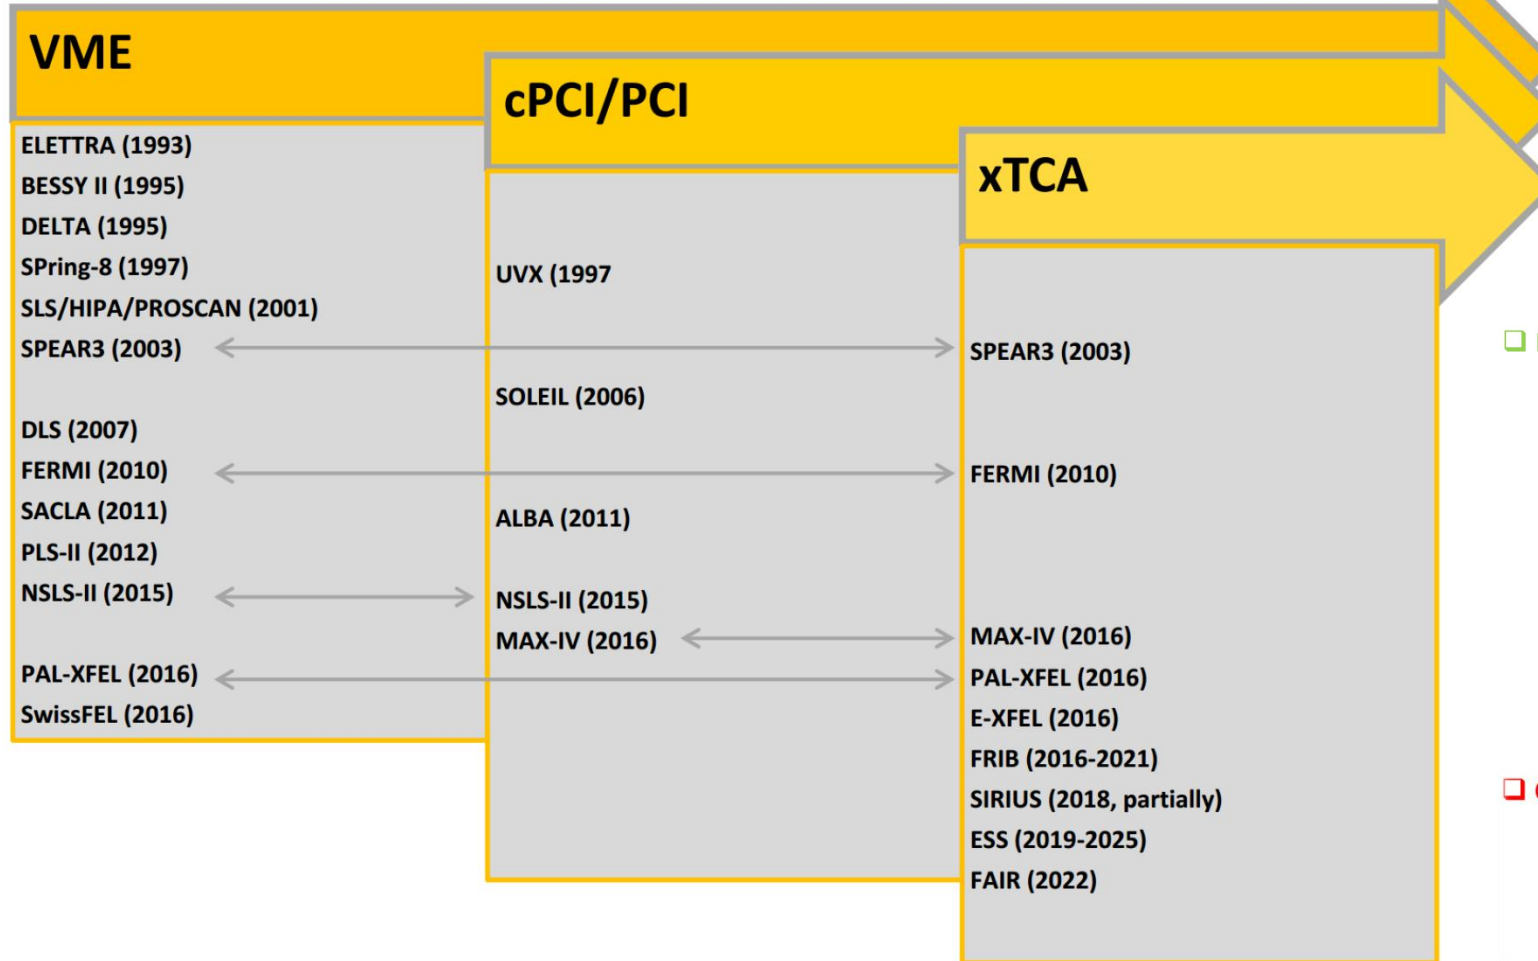 VME
ELETTRA (1993)
BESSY II (1995)
DELTA (1995)
SPring-8 (1997)
SLS/HIPA/PROSCAN (2001)
SPEAR3 (2003)
DLS (2007)
FERMI (2010)
SACLA (2011)
PLS-II (2012)
NSLS-II (2015)
PAL-XFEL (2016)
SwissFEL (2016)
cPCI/PCI
UVX (1997
SOLEIL (2006)
ALBA (2011)
NSLS-II (2015)
MAX-IV (2016)
xTCA
SPEAR3 (2003)
FERMI (2010)
MAX-IV (2016)
PAL-XFEL (2016)
E-XFEL (2016)
FRIB (2016-2021)
SIRIUS (2018, partially)
ESS (2019-2025)
FAIR (2022)